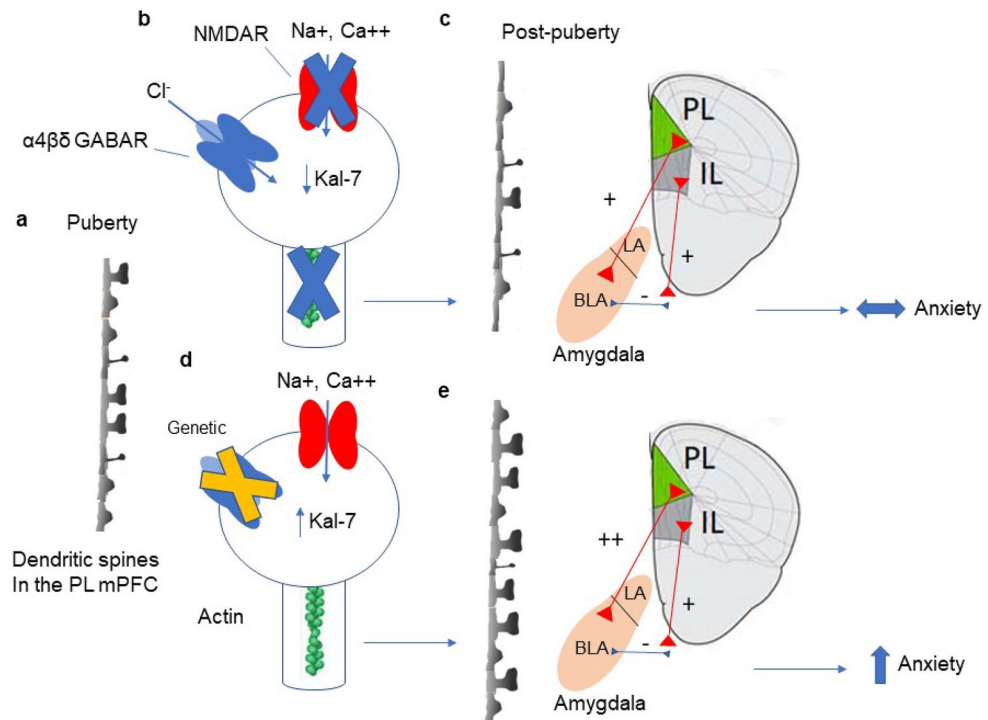 a
Puberty
Dendritic spines
In the PL mPFC
b
NMDAR
Na+, Ca++
Cl-
α4βδ GABAR
Kal-7
c
Post-puberty
PL
IL
+
LA
+
BLA
-
Amygdala
Anxiety
d
Na+, Ca++
Genetic
Kal-7
Actin
e
PL
IL
++
LA
+
BLA
-
Amygdala
Anxiety